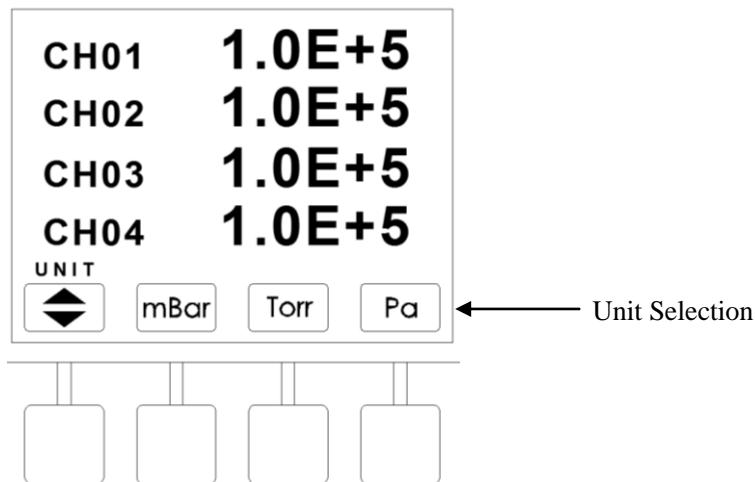 CH01 1.0E+5
CH02 1.0E+5
CH03 1.0E+5
CH04 1.0E+5
UNIT
mBar Torr Pa Unit Selection